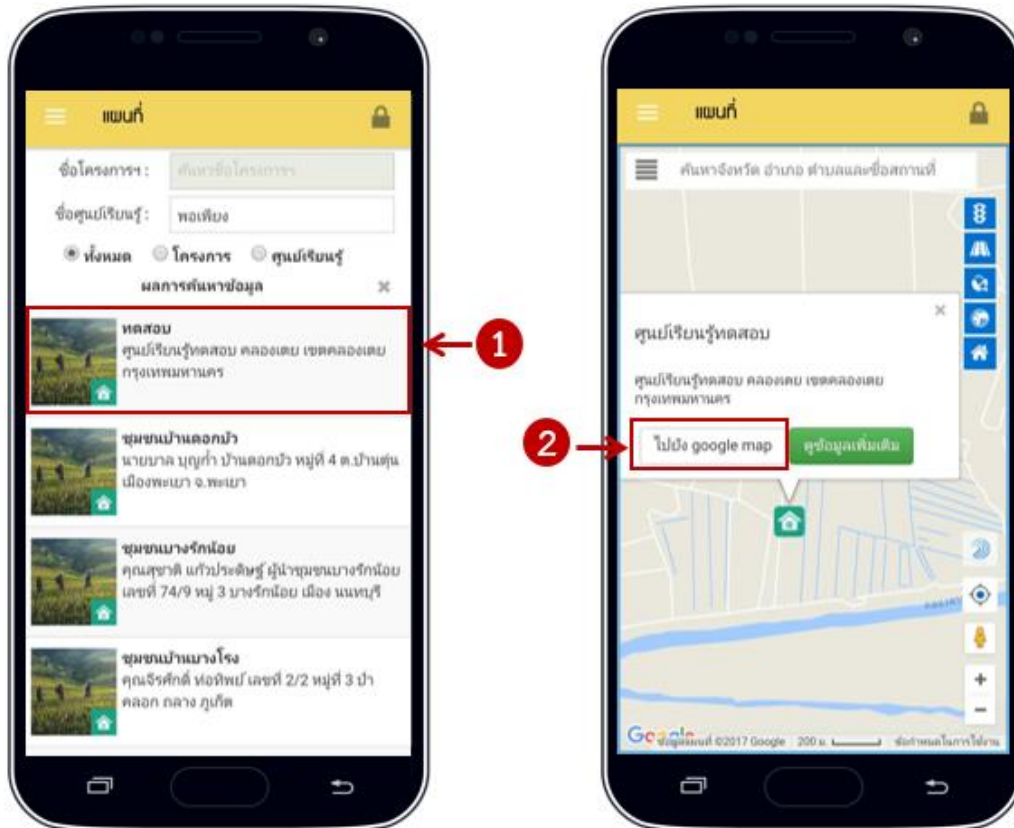 แผนที่
ชื่อโครงการฯ :
ค้นหาชื่อโครงการฯ
ชื่อศูนย์เรียนรู้ :
พอเพียง
ทั้งหมด
โครงการ
ศูนย์เรียนรู้
ผลการค้นหาข้อมูล
ทดสอบ
ศูนย์เรียนรู้ทดสอบ คลองเตย เขตคลองเตย
กรุงเทพมหานคร
1
ชุมชนบ้านดอกบัว
นายบาล บุญก้ำ บ้านดอกบัว หมู่ที่ 4 ต.บ้านตุ่น
เมืองพะเยา จ.พะเยา
ชุมชนบางรักน้อย
คุณสุชาติ แก้วประดิษฐ์ ผู้นำชุมชนบางรักน้อย
เลขที่ 74/9 หมู่ 3 บางรักน้อย เมือง นนทบุรี
ชุมชนบ้านบางโรง
คุณจิรศักดิ์ ท่อทิพย์ เลขที่ 2/2 หมู่ที่ 3 ป่า
คลอก ถลาง ภูเก็ต
แผนที่
ค้นหาจังหวัด อำเภอ ตำบลและชื่อสถานที่
ศูนย์เรียนรู้ทดสอบ
ศูนย์เรียนรู้ทดสอบ คลองเตย เขตคลองเตย
กรุงเทพมหานคร
2
ไปยัง google map
ดูข้อมูลเพิ่มเติม
Google
ข้อมูลแผนที่ ©2017 Google
200 ม.
ข้อกำหนดในการใช้งาน